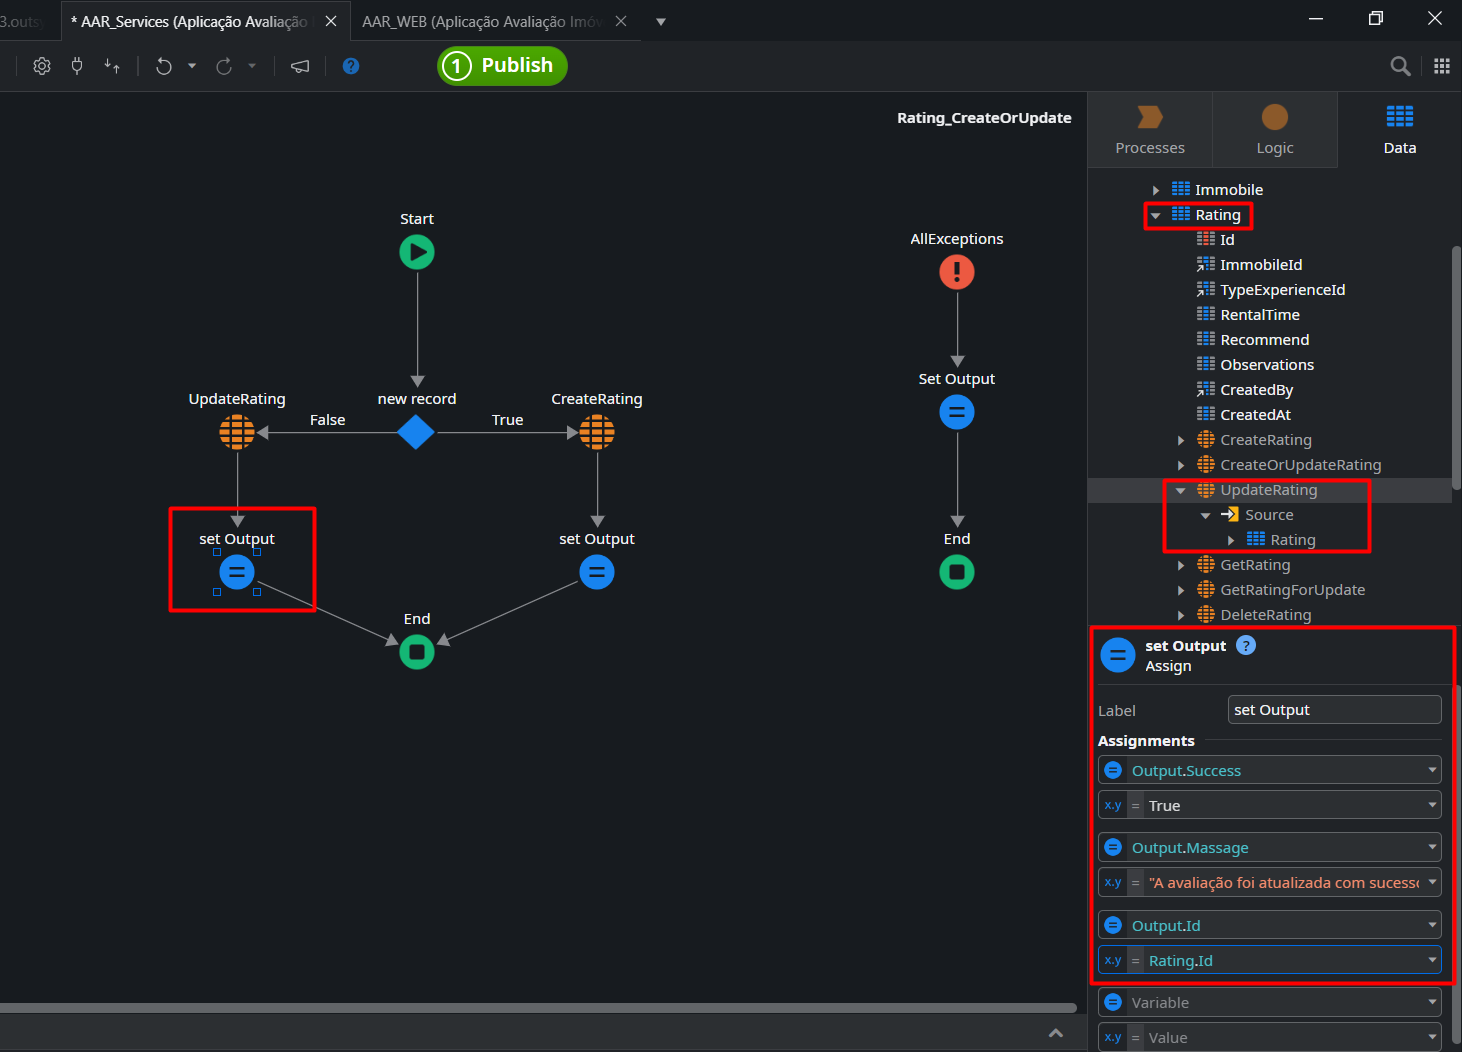 3.outsy
* AAR_Services (Aplicação Avaliação
AAR_WEB (Aplicação Avaliação Imóv
1 Publish
?
Rating_CreateOrUpdate
Processes
Logic
Data
Start
AllExceptions
UpdateRating
new record
CreateRating
False
True
Set Output
set Output
set Output
End
End
Immobile
Rating
Id
ImmobileId
TypeExperienceId
RentalTime
Recommend
Observations
CreatedBy
CreatedAt
CreateRating
CreateOrUpdateRating
UpdateRating
Source
Rating
GetRating
GetRatingForUpdate
DeleteRating
set Output ?
Assign
Label set Output
Assignments
= Output.Success
x.y = True
= Output.Massage
x.y = "A avaliação foi atualizada com sucesso
= Output.Id
x.y = Rating.Id
= Variable
x.y = Value